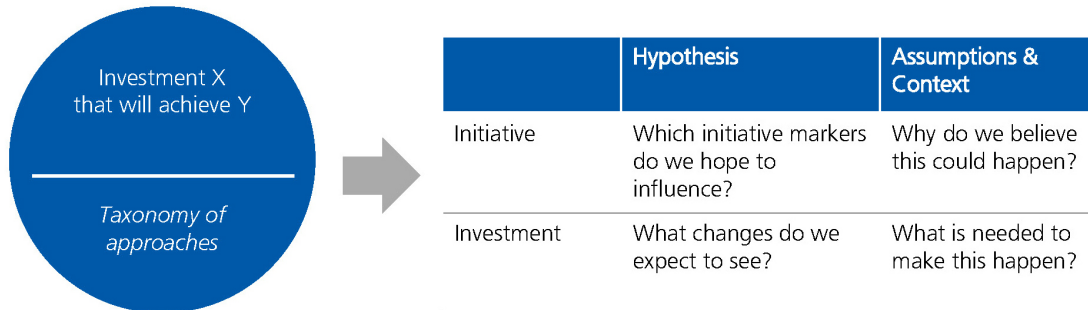 Investment X
that will achieve Y
Taxonomy of
approaches
Hypothesis
Assumptions &
Context
Initiative
Which initiative markers
do we hope to
influence?
Why do we believe
this could happen?
Investment
What changes do we
expect to see?
What is needed to
make this happen?